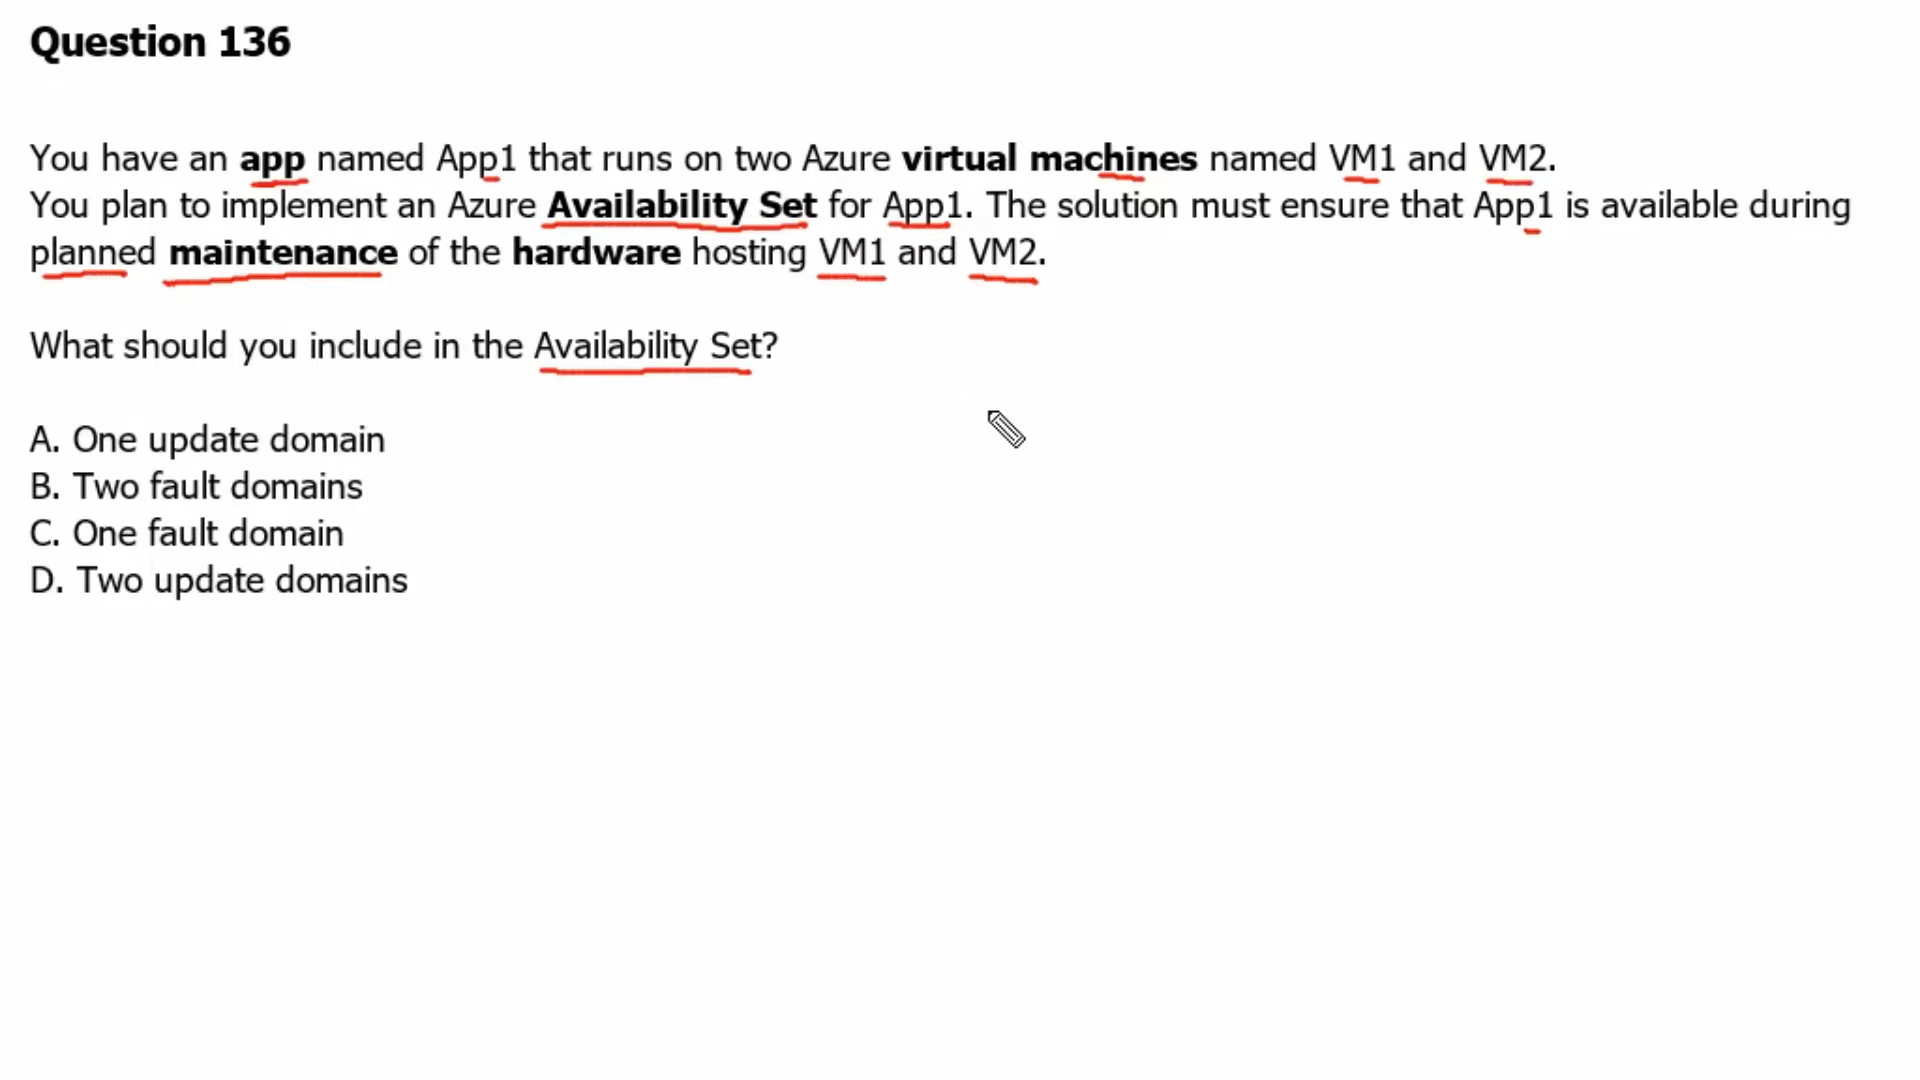 Question 136
You have an app named App1 that runs on two Azure virtual machines named VM1 and VM2.
You plan to implement an Azure Availability Set for App1. The solution must ensure that App1 is available during
planned maintenance of the hardware hosting VM1 and VM2.
What should you include in the Availability Set?
A. One update domain
B. Two fault domains
C. One fault domain
D. Two update domains